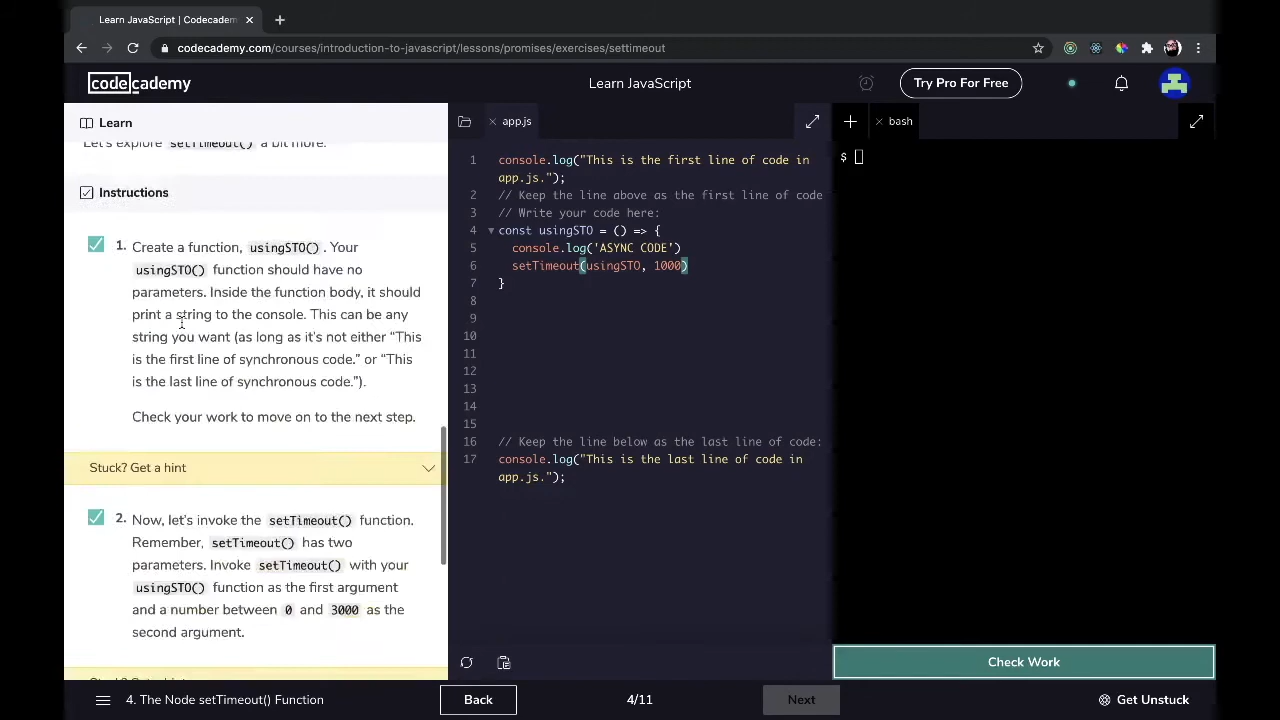 Learn JavaScript | Codecadem
codecademy.com/courses/introduction-to-javascript/lessons/promises/exercises/settimeout
codecademy
Learn JavaScript
Try Pro For Free
Learn
Let's explore setTimeout() a bit more.
Instructions
1. Create a function, usingSTO(). Your
usingSTO() function should have no
parameters. Inside the function body, it should
print a string to the console. This can be any
string you want (as long as it's not either “This
is the first line of synchronous code.” or “This
is the last line of synchronous code.”).
Check your work to move on to the next step.
Stuck? Get a hint
2. Now, let's invoke the setTimeout() function.
Remember, setTimeout() has two
parameters. Invoke setTimeout() with your
usingSTO() function as the first argument
and a number between 0 and 3000 as the
second argument.
Stuck? Get a hint
app.js
1 console.log("This is the first line of code in
app.js.");
2 // Keep the line above as the first line of code
3 // Write your code here:
4 const usingSTO = () => {
5 console.log('ASYNC CODE')
6 setTimeout(usingSTO, 1000)
7 }
8
9
10
11
12
13
14
15
16 // Keep the line below as the last line of code:
17 console.log("This is the last line of code in
app.js.");
bash
$
Check Work
4. The Node setTimeout() Function
Back
4/11
Next
Get Unstuck